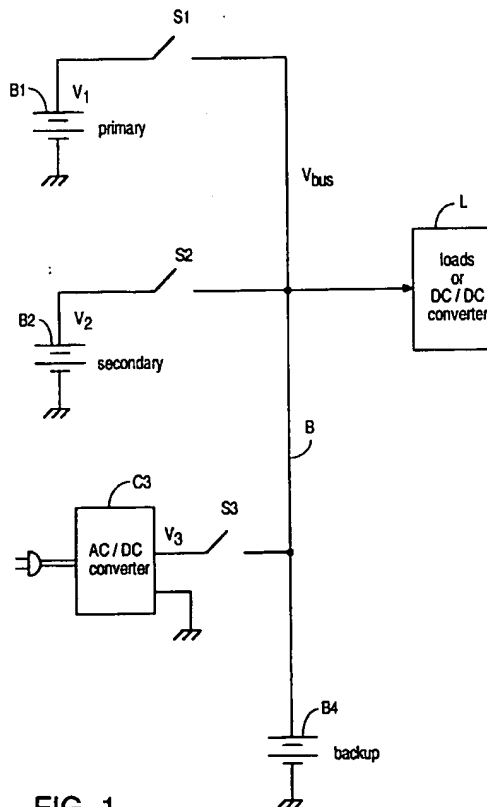 S1
B1
V1
primary
Vbus
L
loads
or
DC / DC
converter
S2
B2
V2
secondary
B
C3
S3
AC / DC
converter
V3
B4
backup
FIG. 1